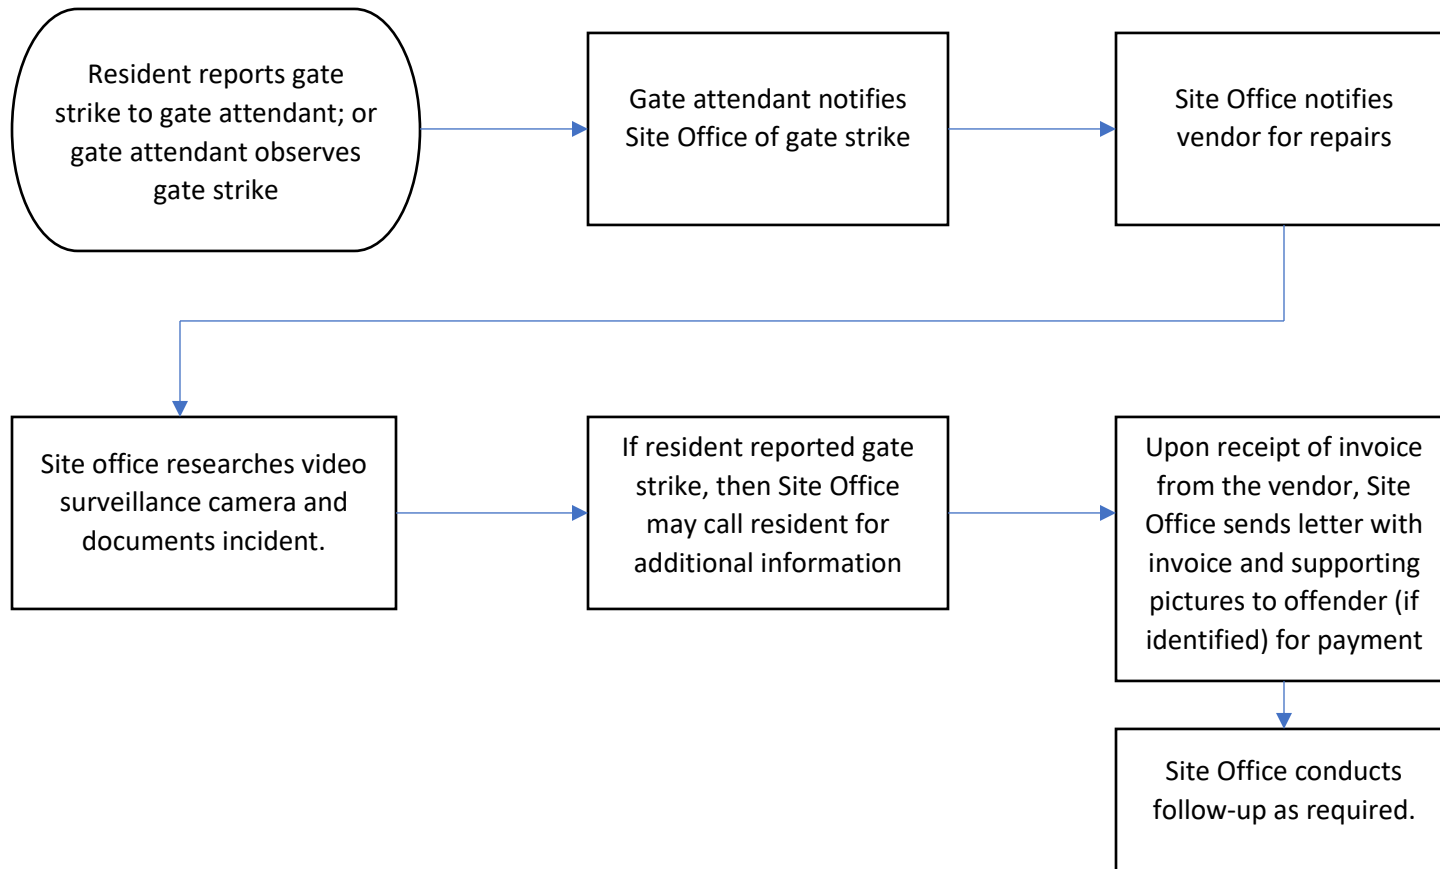 Resident reports gate
strike to gate attendant; or
gate attendant observes
gate strike
Gate attendant notifies
Site Office of gate strike
Site Office notifies
vendor for repairs
Site office researches video
surveillance camera and
documents incident.
If resident reported gate
strike, then Site Office
may call resident for
additional information
Upon receipt of invoice
from the vendor, Site
Office sends letter with
invoice and supporting
pictures to offender (if
identified) for payment
Site Office conducts
follow-up as required.